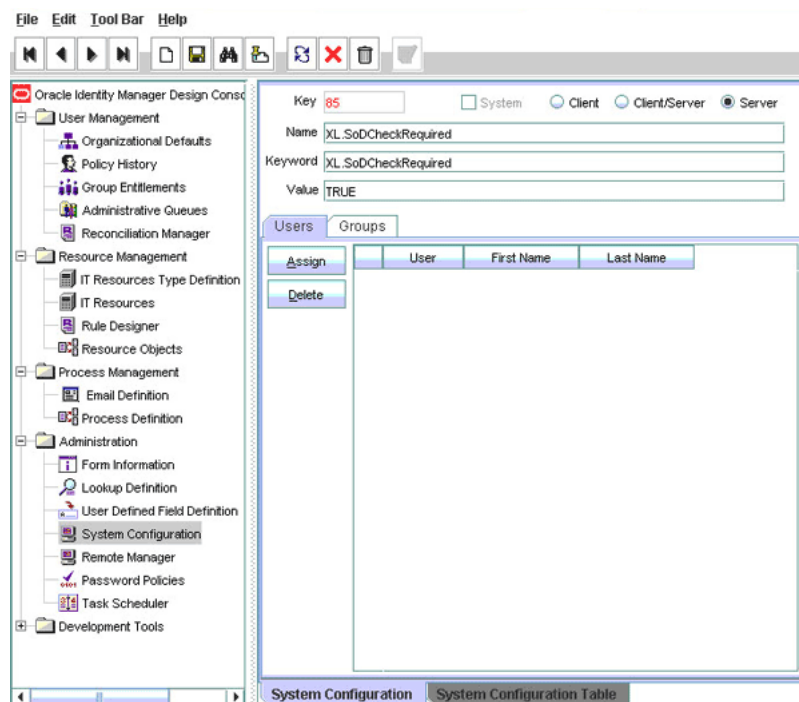 File Edit Tool Bar Help
Oracle Identity Manager Design Consc
User Management
Organizational Defaults
Policy History
Group Entitlements
Administrative Queues
Reconciliation Manager
Resource Management
IT Resources Type Definition
IT Resources
Rule Designer
Resource Objects
Process Management
Email Definition
Process Definition
Administration
Form Information
Lookup Definition
User Defined Field Definition
System Configuration
Remote Manager
Password Policies
Task Scheduler
Development Tools
Key 85 System Client Client/Server Server
Name XL.SoDCheckRequired
Keyword XL.SoDCheckRequired
Value TRUE
Users Groups
Assign User First Name Last Name
Delete
System Configuration System Configuration Table